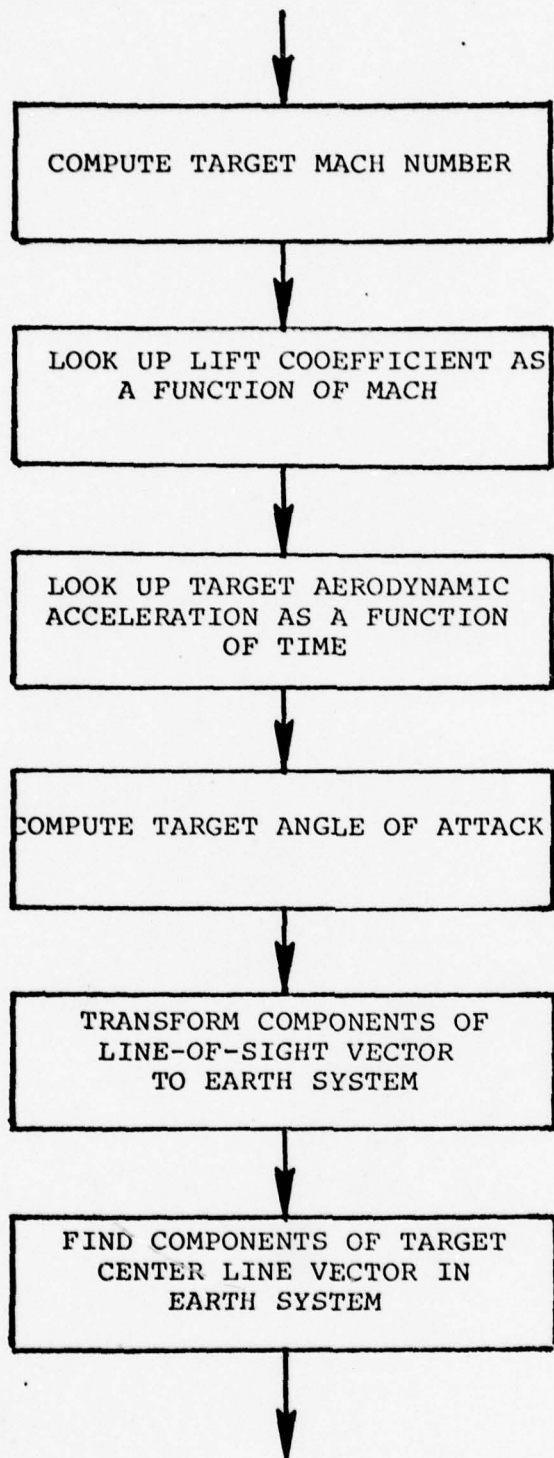 COMPUTE TARGET MACH NUMBER
LOOK UP LIFT COOEFFICIENT AS
A FUNCTION OF MACH
LOOK UP TARGET AERODYNAMIC
ACCELERATION AS A FUNCTION
OF TIME
COMPUTE TARGET ANGLE OF ATTACK
TRANSFORM COMPONENTS OF
LINE-OF-SIGHT VECTOR
TO EARTH SYSTEM
FIND COMPONENTS OF TARGET
CENTER LINE VECTOR IN
EARTH SYSTEM